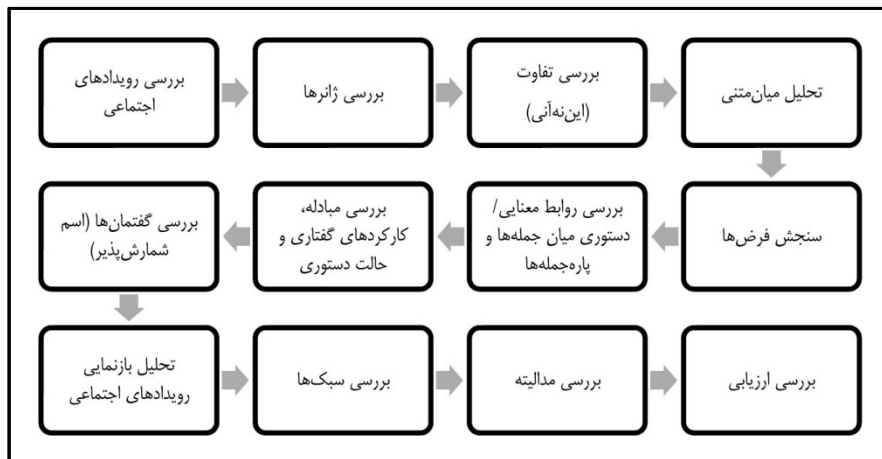 بررسی رویدادهای
اجتماعی
بررسی ژانرها
بررسی تفاوت
(این‌نه‌آنی)
تحلیل میان‌متنی
سنجش فرض‌ها
بررسی روابط معنایی/
دستوری میان جمله‌ها و
پاره‌جمله‌ها
بررسی مبادله،
کارکردهای گفتاری و
حالت دستوری
بررسی گفتمان‌ها (اسم
شمارش‌پذیر)
تحلیل بازنمایی
رویدادهای اجتماعی
بررسی سبک‌ها
بررسی مدالیته
بررسی ارزیابی